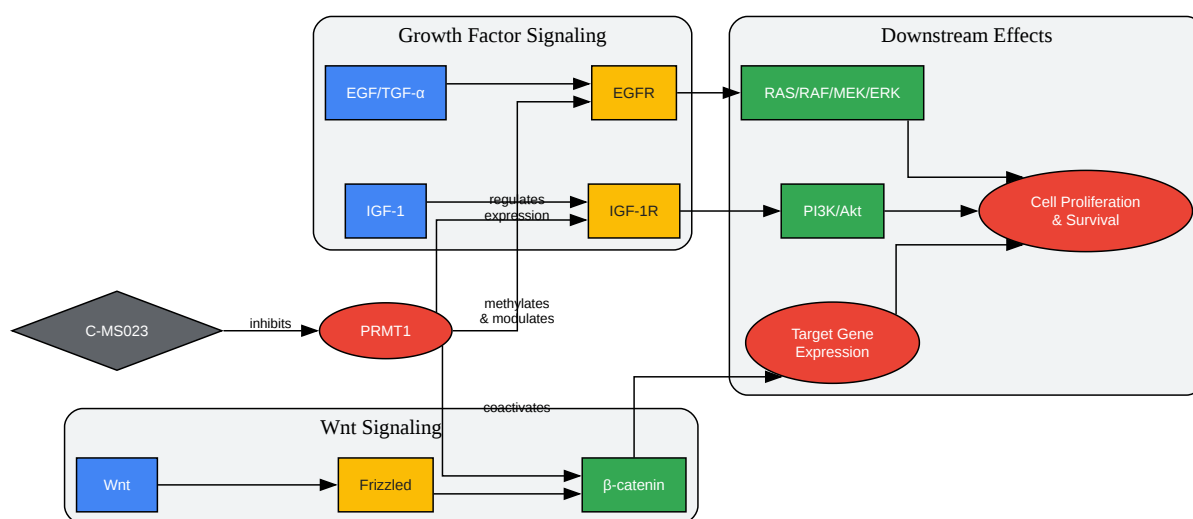 Growth Factor Signaling
Downstream Effects
EGF/TGF-α
EGFR
RAS/RAF/MEK/ERK
IGF-1
regulates
expression
IGF-1R
PI3K/Akt
Cell Proliferation
& Survival
C-MS023
inhibits
PRMT1
methylates
& modulates
Target Gene
Expression
coactivates
Wnt Signaling
Wnt
Frizzled
β-catenin